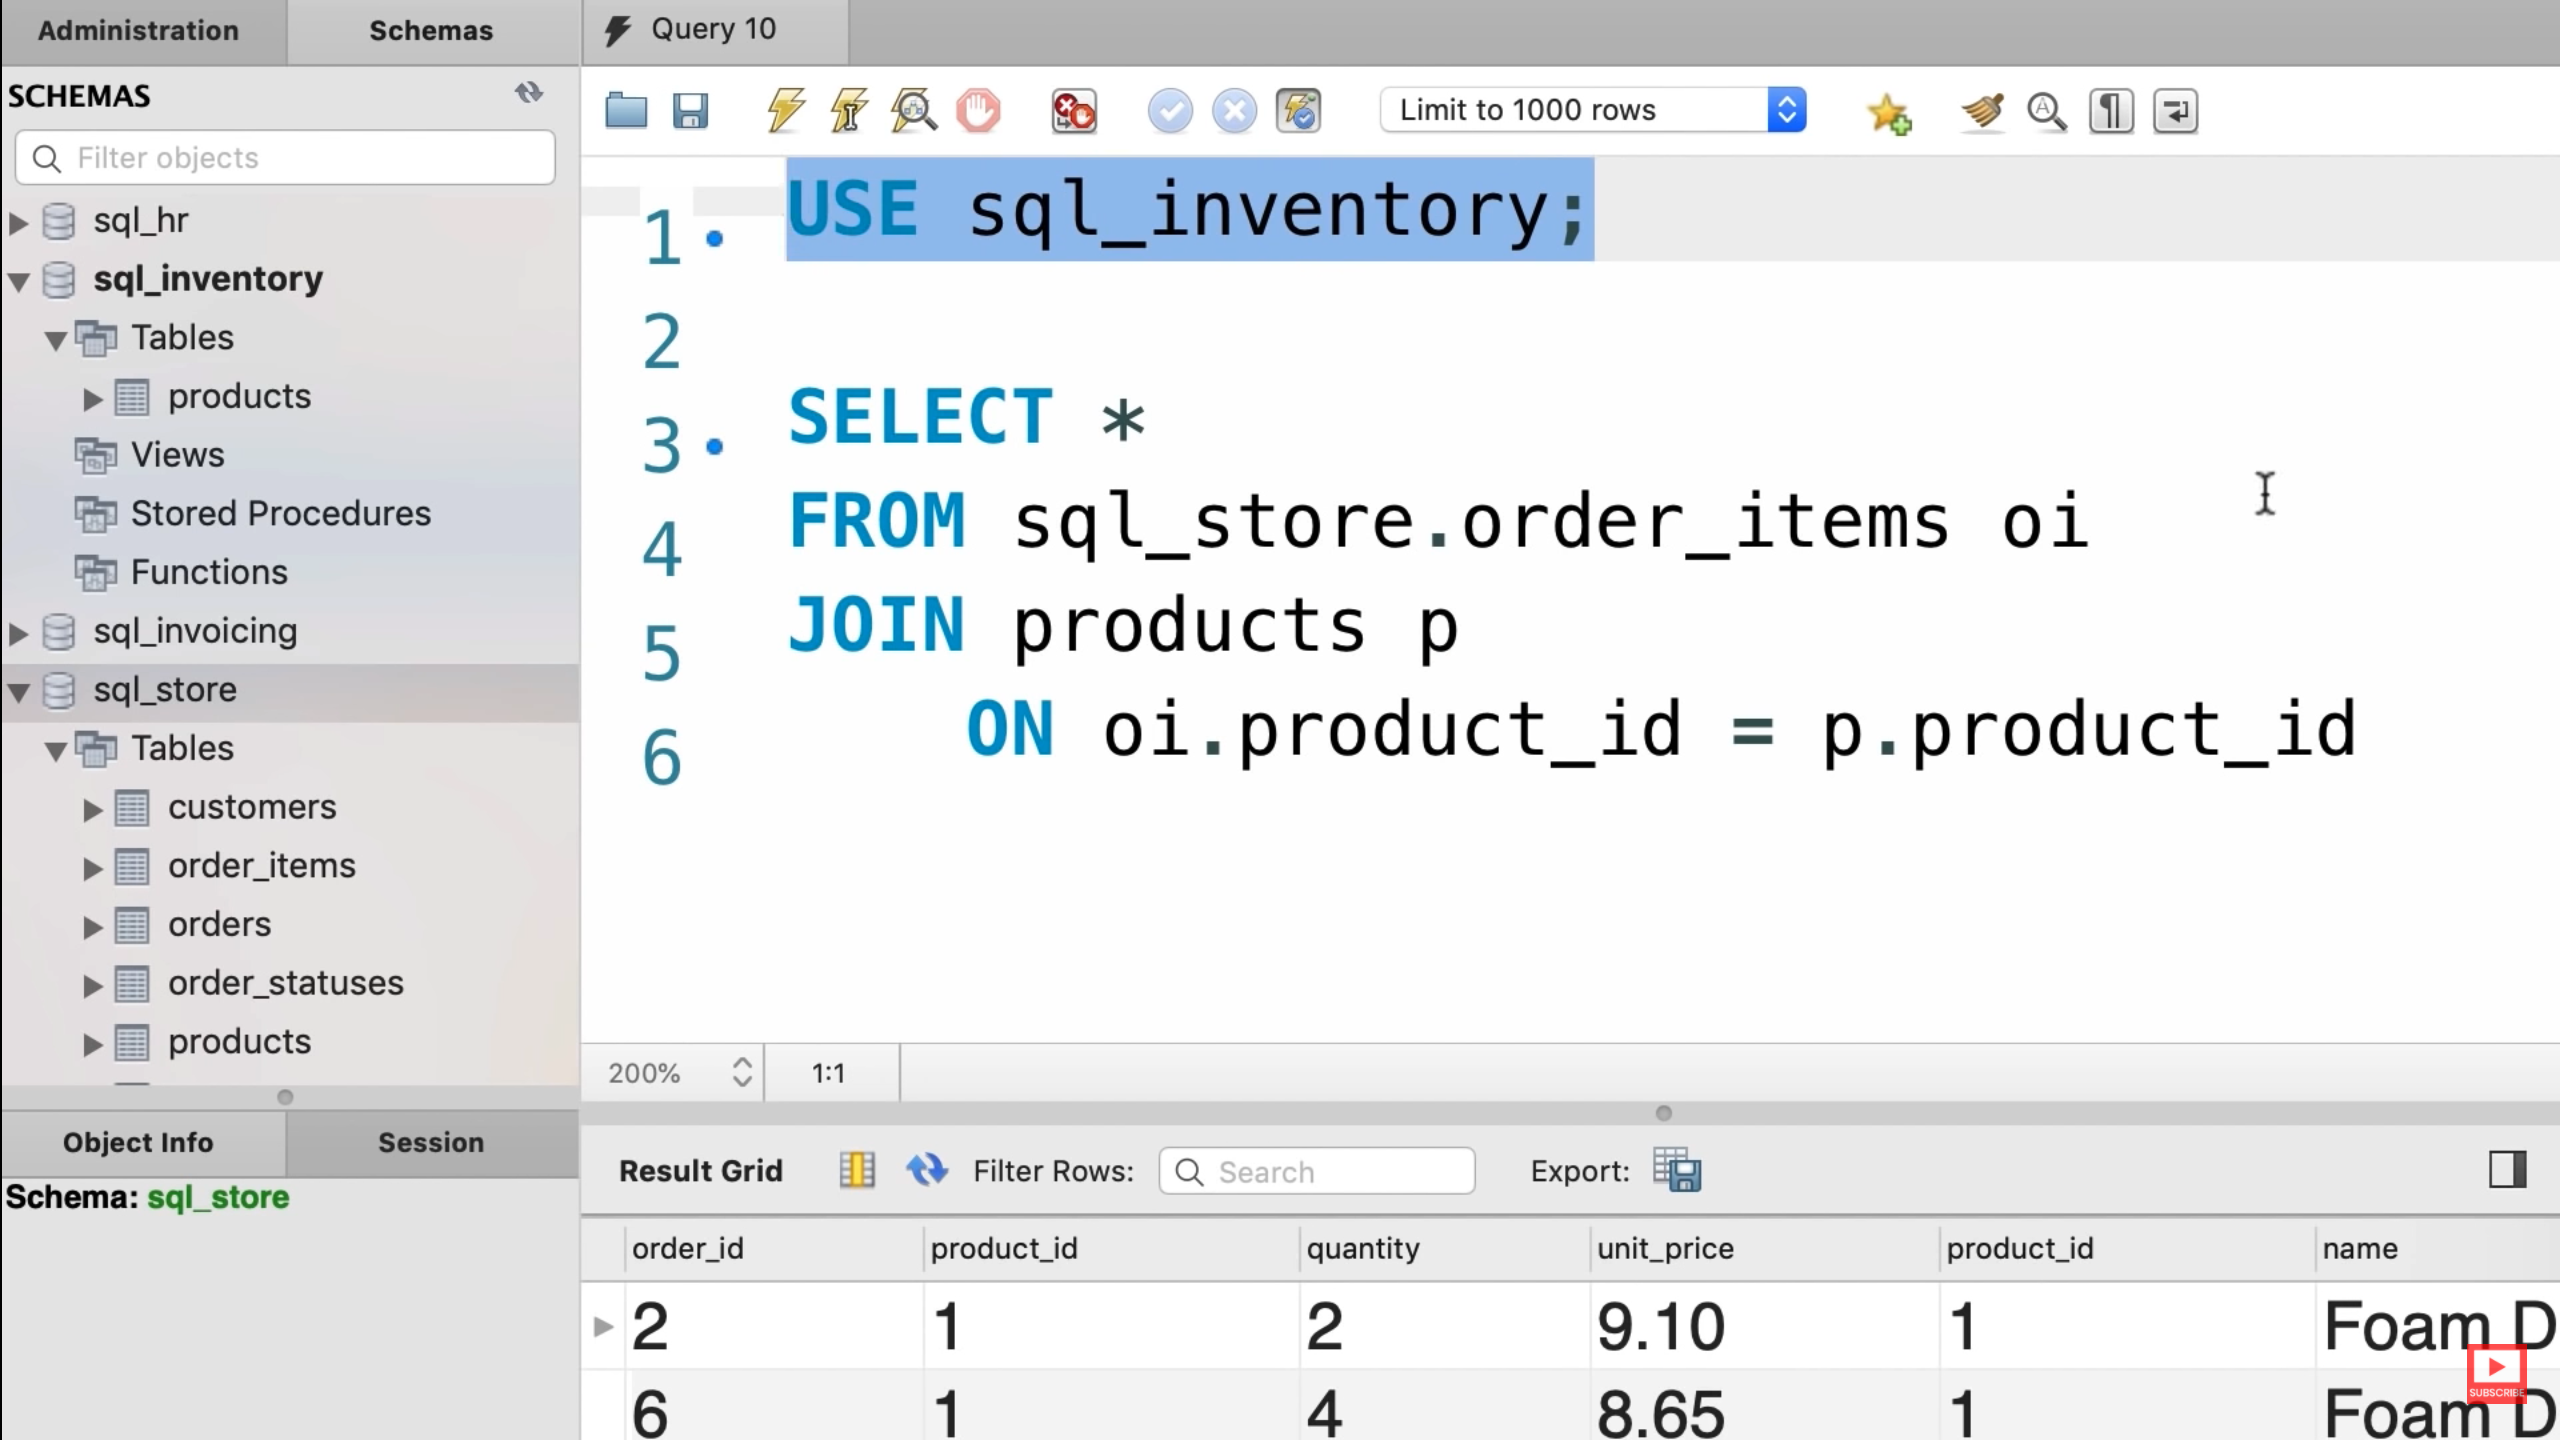 Administration
Schemas
Query 10
SCHEMAS
Filter objects
Limit to 1000 rows
sql_hr
sql_inventory
Tables
products
Views
Stored Procedures
Functions
sql_invoicing
sql_store
Tables
customers
order_items
orders
order_statuses
products
1 USE sql_inventory;
2
3 SELECT *
4 FROM sql_store.order_items oi
5 JOIN products p
6 ON oi.product_id = p.product_id
200% 1:1
Object Info
Session
Schema: sql_store
Result Grid Filter Rows: Search Export:
order_id product_id quantity unit_price product_id name
2 1 2 9.10 1 Foam D
6 1 4 8.65 1 Foam D
SUBSCRIBE